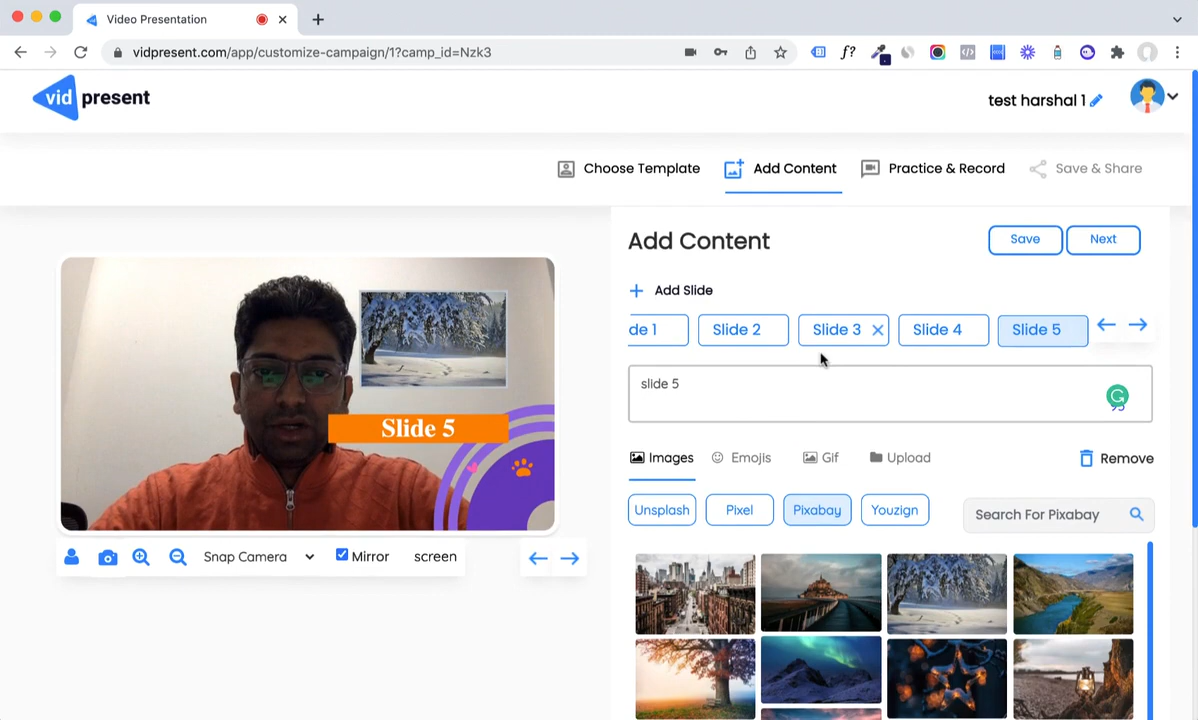 Video Presentation
vidpresent.com/app/customize-campaign/1?camp_id=Nzk3
f?
vid present
test harshal 1
Choose Template
Add Content
Practice & Record
Save & Share
Add Content
Save
Next
Add Slide
de 1
Slide 2
Slide 3
Slide 4
Slide 5
slide 5
Slide 5
Images
Emojis
Gif
Upload
Remove
Unsplash
Pixel
Pixabay
Youzign
Search For Pixabay
Snap Camera
Mirror
screen